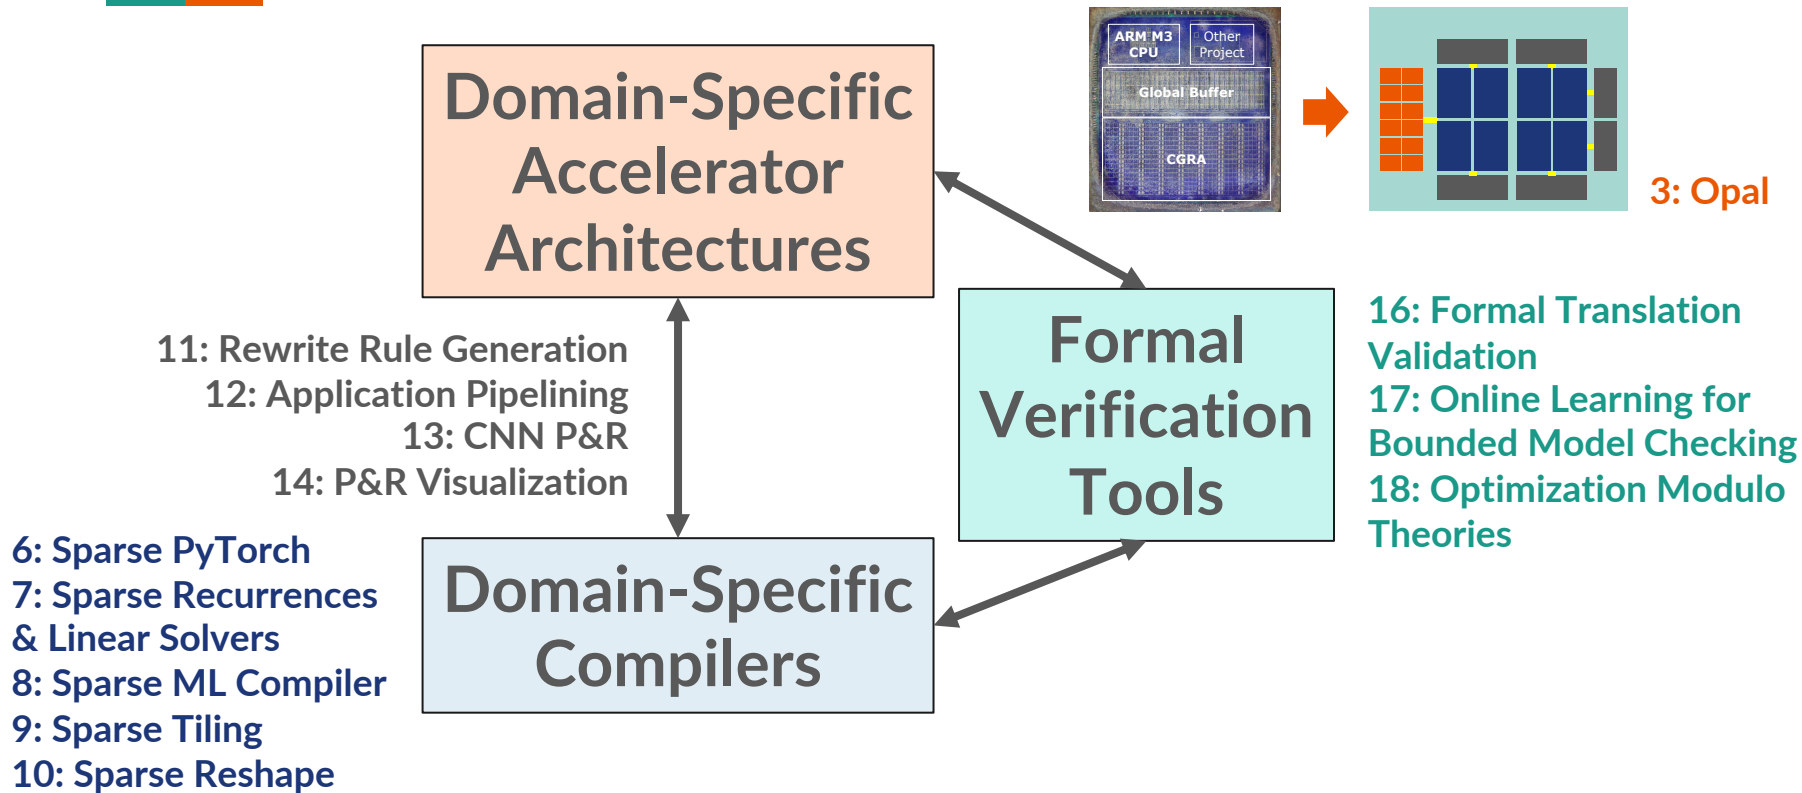 Domain-Specific
Accelerator
Architectures
ARM M3
CPU
Other
Project
Global Buffer
CGRA
3: Opal
11: Rewrite Rule Generation
12: Application Pipelining
13: CNN P&R
14: P&R Visualization
Formal
Verification
Tools
16: Formal Translation
Validation
17: Online Learning for
Bounded Model Checking
18: Optimization Modulo
Theories
6: Sparse PyTorch
7: Sparse Recurrences
& Linear Solvers
8: Sparse ML Compiler
9: Sparse Tiling
10: Sparse Reshape
Domain-Specific
Compilers